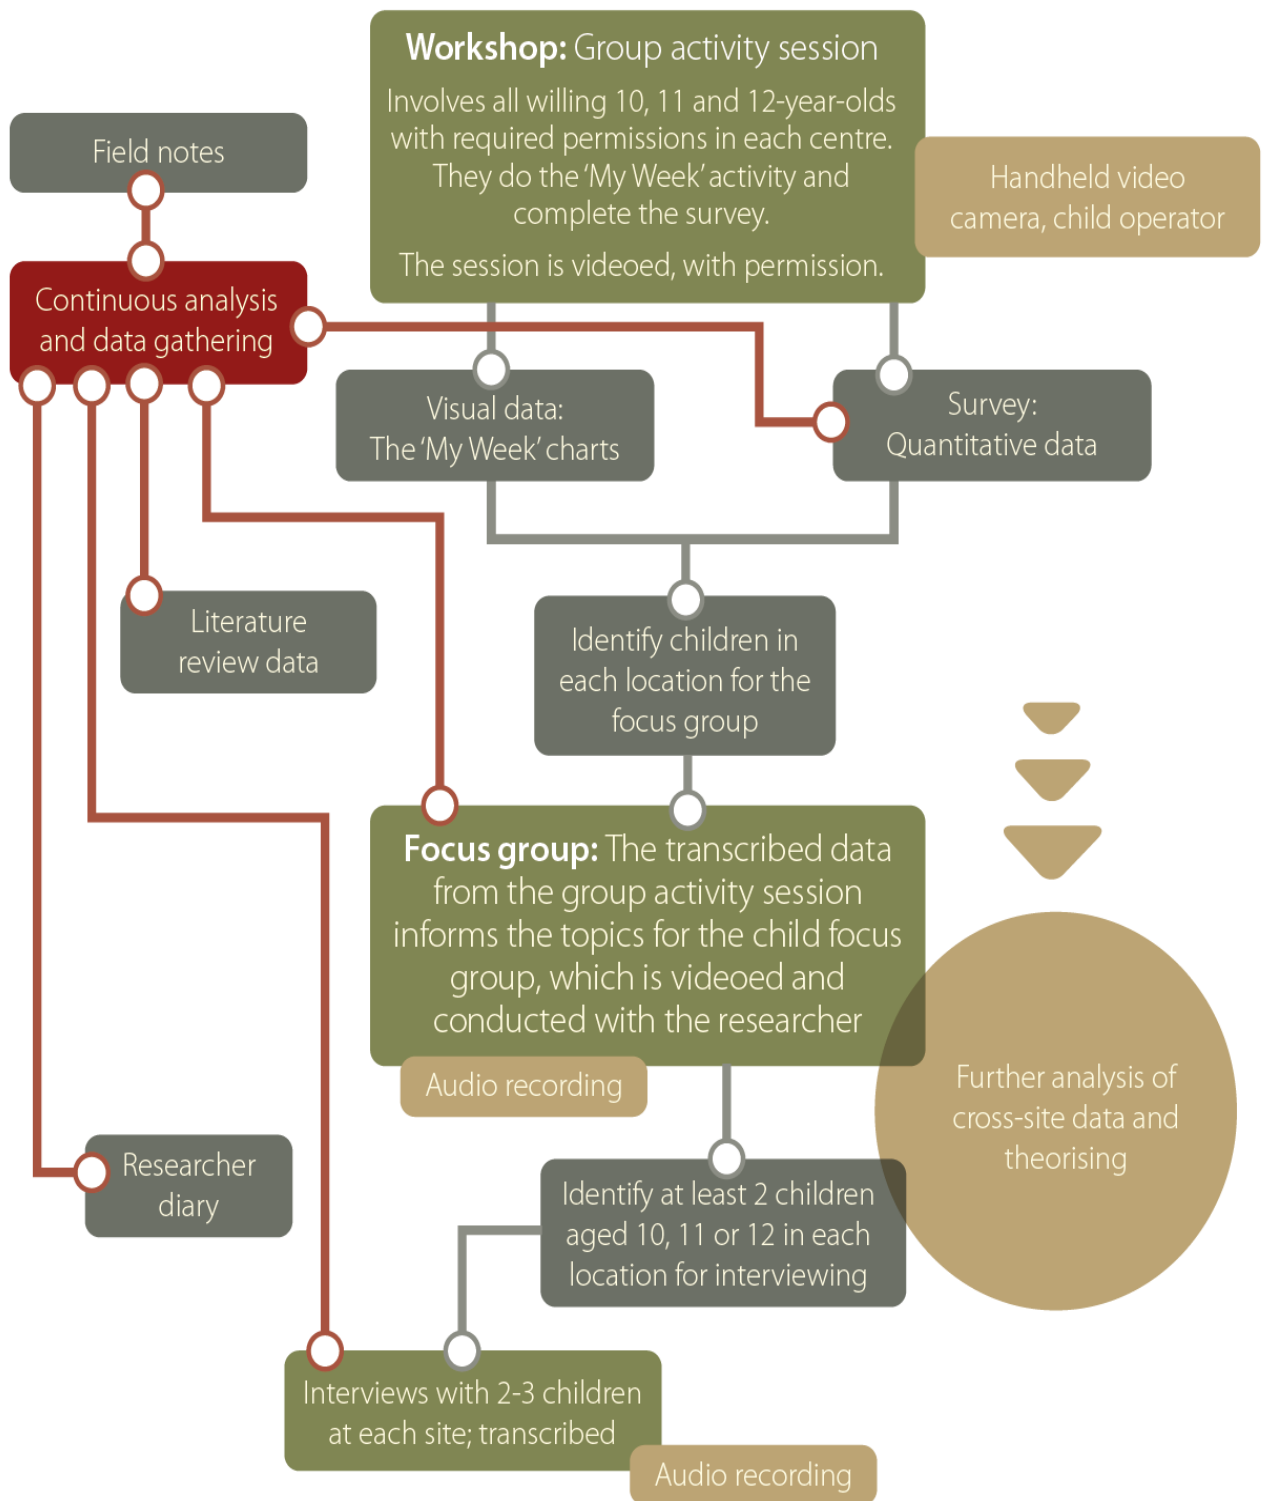 Workshop: Group activity session
Involves all willing 10, 11 and 12-year-olds
with required permissions in each centre.
They do the ‘My Week’ activity and
complete the survey.
The session is videoed, with permission.
Handheld video
camera, child operator
Field notes
Continuous analysis
and data gathering
Visual data:
The ‘My Week’ charts
Survey:
Quantitative data
Literature
review data
Identify children in
each location for the
focus group
Focus group: The transcribed data
from the group activity session
informs the topics for the child focus
group, which is videoed and
conducted with the researcher
Audio recording
Further analysis of
cross-site data and
theorising
Researcher
diary
Identify at least 2 children
aged 10, 11 or 12 in each
location for interviewing
Interviews with 2-3 children
at each site; transcribed
Audio recording